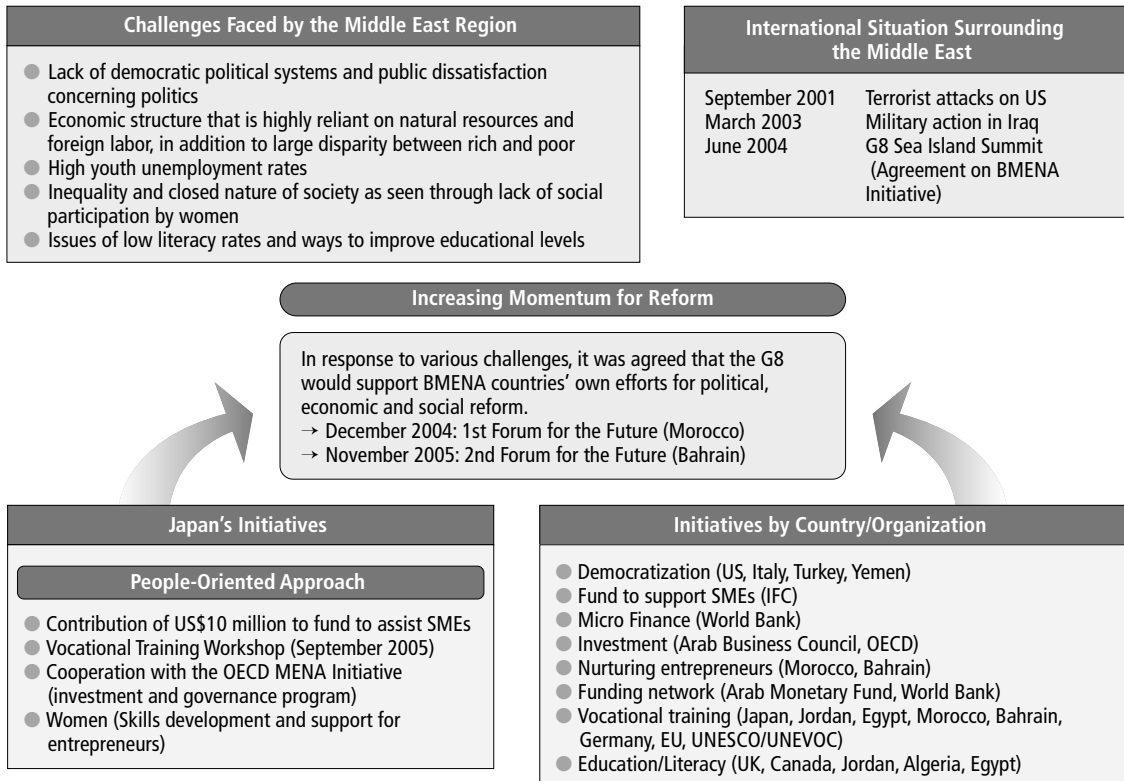 Challenges Faced by the Middle East Region
● Lack of democratic political systems and public dissatisfaction
concerning politics
● Economic structure that is highly reliant on natural resources and
foreign labor, in addition to large disparity between rich and poor
● High youth unemployment rates
● Inequality and closed nature of society as seen through lack of social
participation by women
● Issues of low literacy rates and ways to improve educational levels
International Situation Surrounding
the Middle East
September 2001 Terrorist attacks on US
March 2003 Military action in Iraq
June 2004 G8 Sea Island Summit
(Agreement on BMENA
Initiative)
Increasing Momentum for Reform
In response to various challenges, it was agreed that the G8
would support BMENA countries' own efforts for political,
economic and social reform.
→ December 2004: 1st Forum for the Future (Morocco)
→ November 2005: 2nd Forum for the Future (Bahrain)
Japan's Initiatives
People-Oriented Approach
● Contribution of US$10 million to fund to assist SMEs
● Vocational Training Workshop (September 2005)
● Cooperation with the OECD MENA Initiative
(investment and governance program)
● Women (Skills development and support for
entrepreneurs)
Initiatives by Country/Organization
● Democratization (US, Italy, Turkey, Yemen)
● Fund to support SMEs (IFC)
● Micro Finance (World Bank)
● Investment (Arab Business Council, OECD)
● Nurturing entrepreneurs (Morocco, Bahrain)
● Funding network (Arab Monetary Fund, World Bank)
● Vocational training (Japan, Jordan, Egypt, Morocco, Bahrain,
Germany, EU, UNESCO/UNEVOC)
● Education/Literacy (UK, Canada, Jordan, Algeria, Egypt)